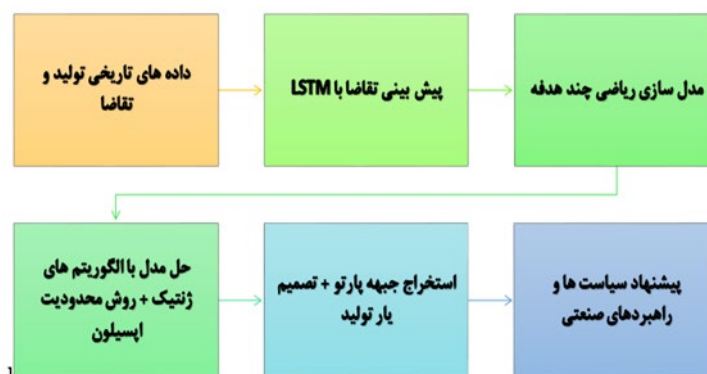 داده های تاریخی تولید و
تقاضا
پیش بینی تقاضا با LSTM
مدل سازی ریاضی چند هدفه
حل مدل با الگوریتم های
ژنتیک + روش محدودیت
اپسیلون
استخراج جبهه پارتو + تصمیم
یار تولید
پیشنهاد سیاست ها و
راهبردهای صنعتی